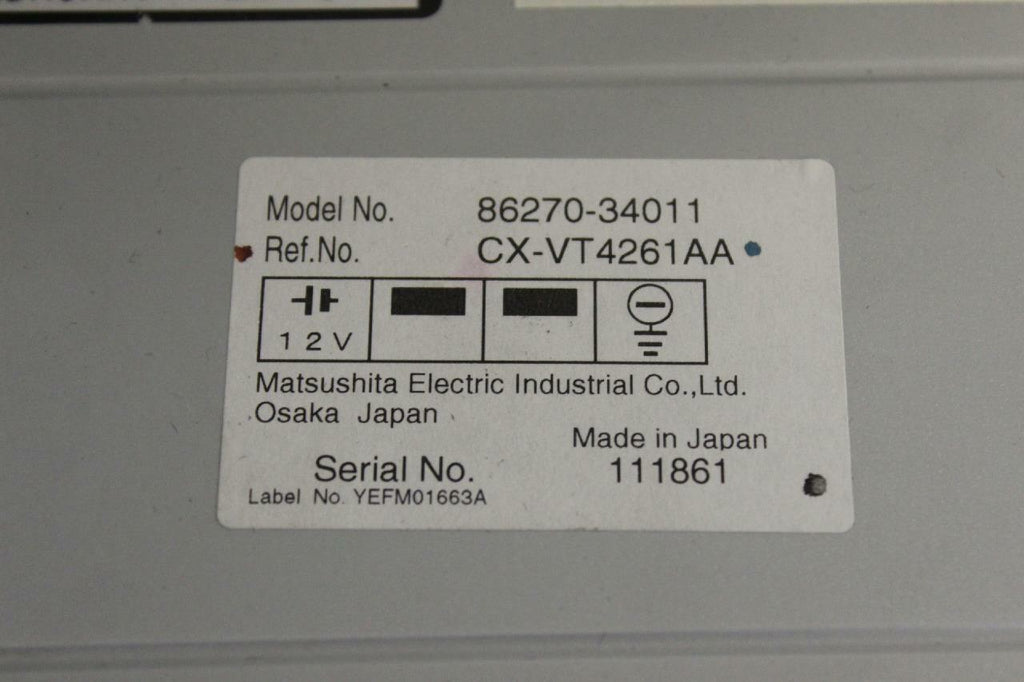 Model No. 86270-34011
Ref.No. CX-VT4261AA
12V
Matsushita Electric Industrial Co.,Ltd.
Osaka Japan
Made in Japan
Serial No. 111861
Label No. YEFM01663A